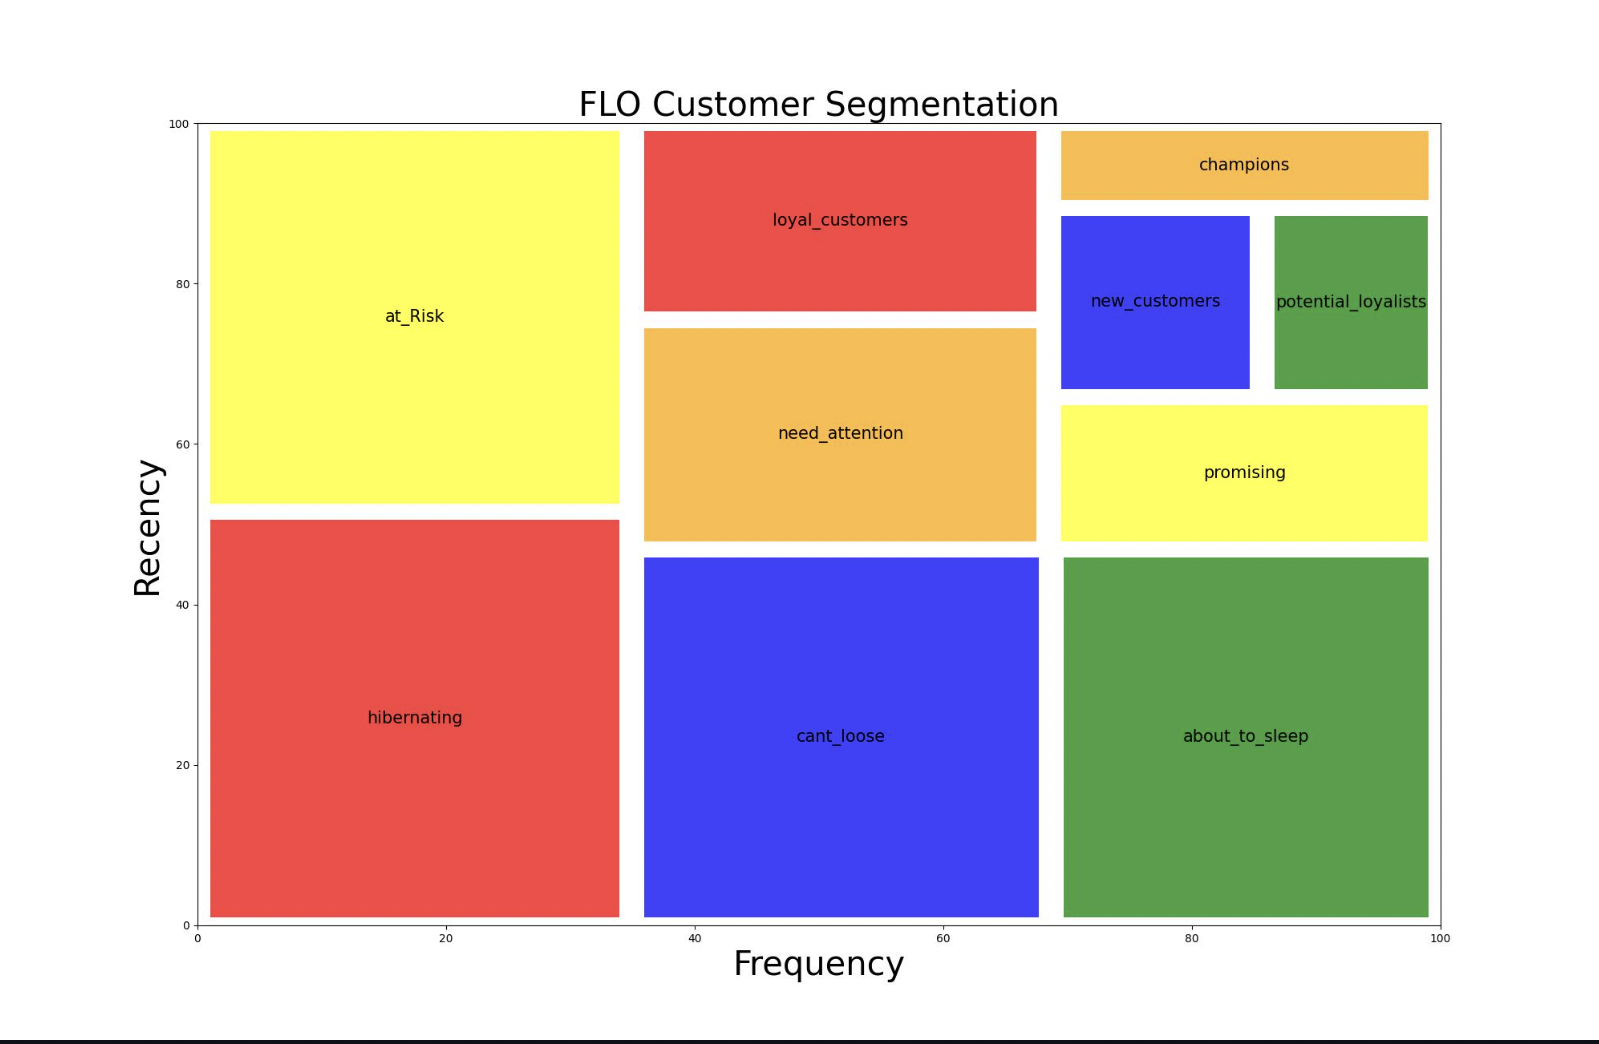 FLO Customer Segmentation
100
80
60
40
20
0
Recency
at_Risk
hibernating
loyal_customers
need_attention
cant_loose
champions
new_customers
potential_loyalists
promising
about_to_sleep
0 20 40 60 80 100
Frequency